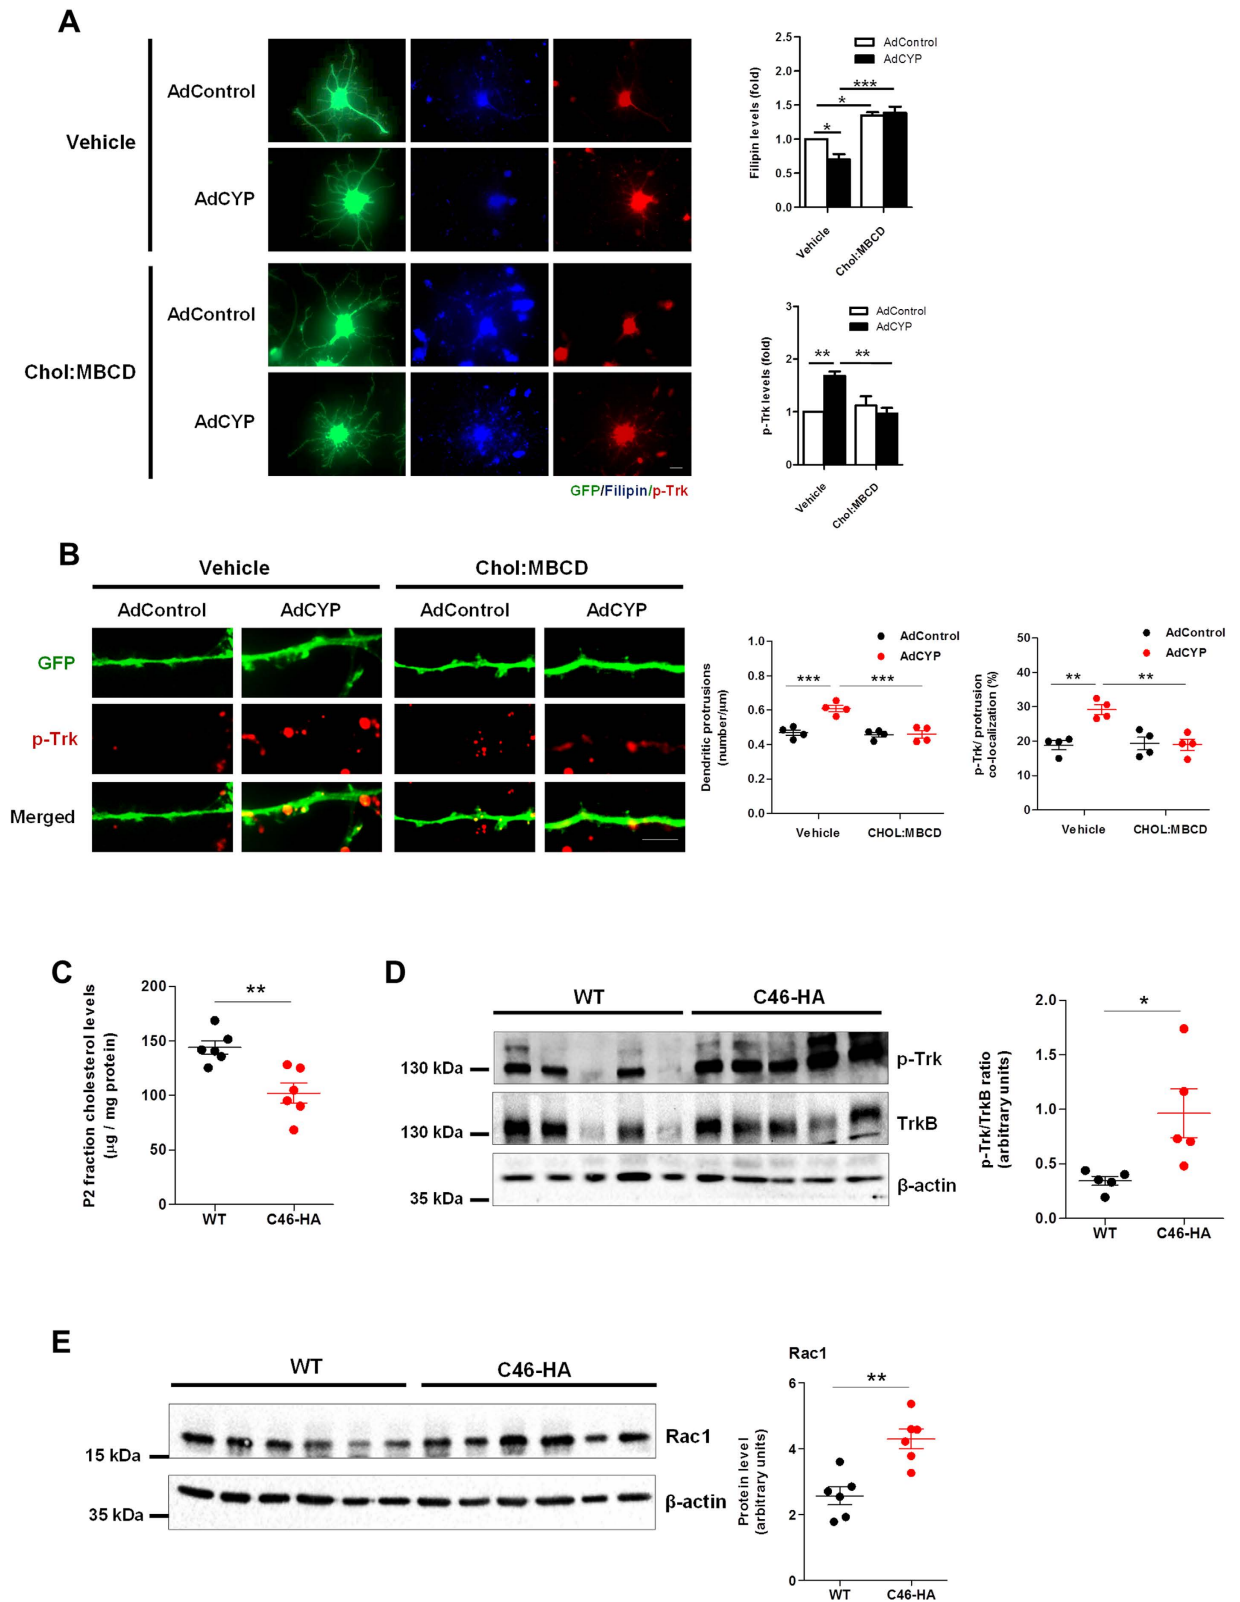 A
Vehicle
AdControl
AdCYP
Chol:MBCD
AdControl
AdCYP
GFP/Filipin/p-Trk
Filipin levels (fold)
2.5
2.0
1.5
1.0
0.5
0.0
AdControl
AdCYP
*
*
***
Vehicle
Chol:MBCD
p-Trk levels (fold)
3
2
1
0
AdControl
AdCYP
**
**
Vehicle
Chol:MBCD
B
Vehicle
Chol:MBCD
AdControl
AdCYP
AdControl
AdCYP
GFP
p-Trk
Merged
Dendritic protrusions
(number/µm)
1.0
0.8
0.6
0.4
0.2
0.0
AdControl
AdCYP
***
***
Vehicle
CHOL:MBCD
p-Trk/ protrusion
co-localization (%)
50
40
30
20
10
0
AdControl
AdCYP
**
**
Vehicle
CHOL:MBCD
C
P2 fraction cholesterol levels
(µg / mg protein)
200
150
100
50
0
**
WT
C46-HA
D
WT
C46-HA
130 kDa
p-Trk
130 kDa
TrkB
35 kDa
β-actin
p-Trk/TrkB ratio
(arbitrary units)
2.0
1.5
1.0
0.5
0.0
*
WT
C46-HA
E
WT
C46-HA
15 kDa
Rac1
35 kDa
β-actin
Rac1
Protein level
(arbitrary units)
6
4
2
0
**
WT
C46-HA